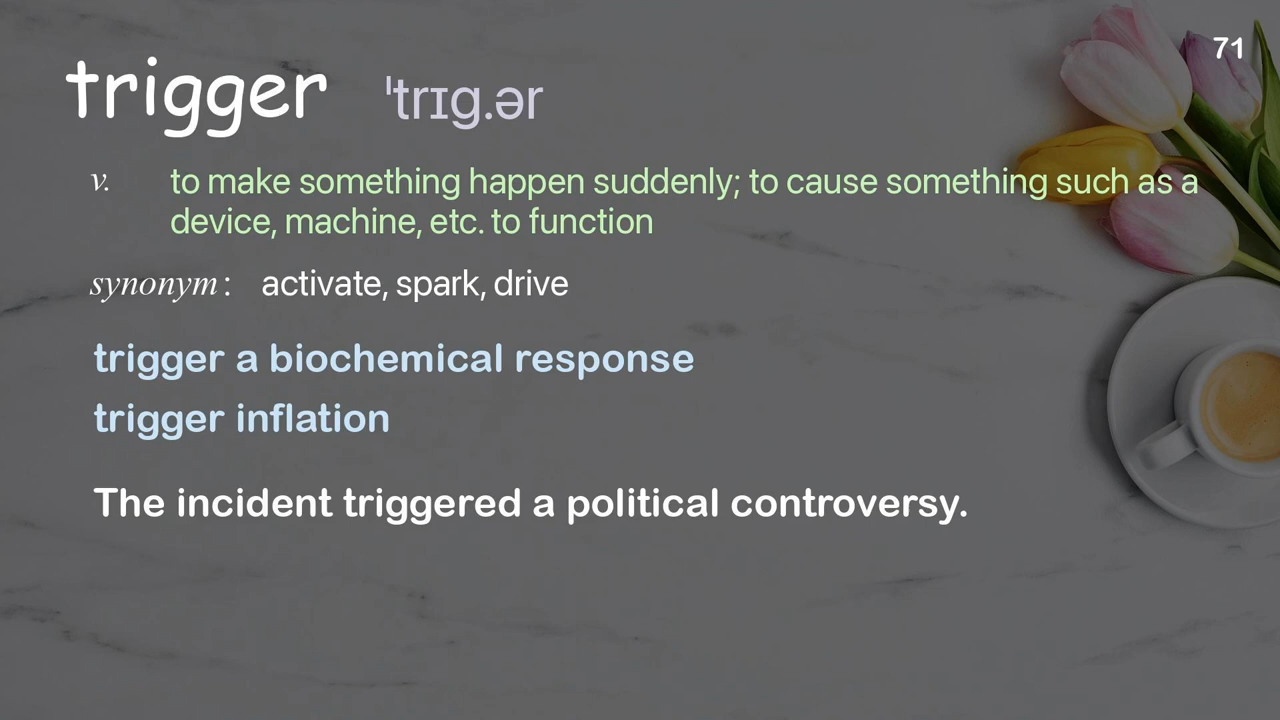 71
trigger ˈtrɪɡ.ər
v. to make something happen suddenly; to cause something such as a
device, machine, etc. to function
synonym : activate, spark, drive
trigger a biochemical response
trigger inflation
The incident triggered a political controversy.